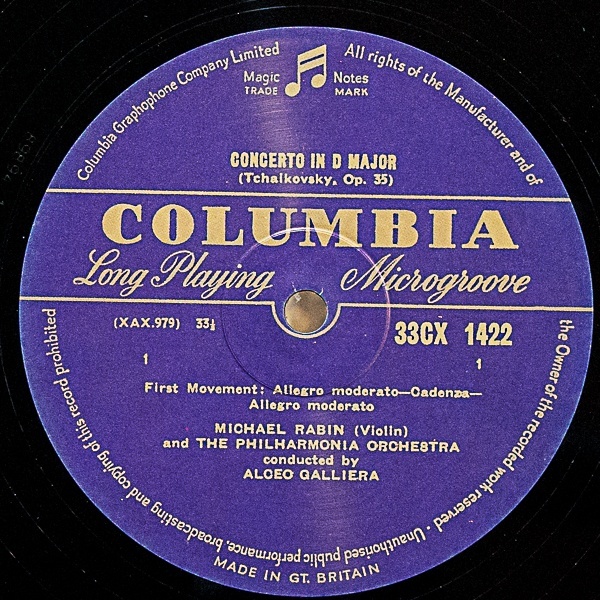 Columbia Graphophone Company Limited
All rights of the Manufacturer and of
the Owner of the recorded work reserved · Unauthorised public performance, broadcasting and copying of this record prohibited
Magic Notes
TRADE MARK
CONCERTO IN D MAJOR
(Tchaikovsky, Op. 35)
COLUMBIA
Long Playing Microgroove
(XAX.979) 33⅓
33CX 1422
1 1
First Movement: Allegro moderato—Cadenza—
Allegro moderato
MICHAEL RABIN (Violin)
and THE PHILHARMONIA ORCHESTRA
conducted by
ALCEO GALLIERA
MADE IN GT. BRITAIN